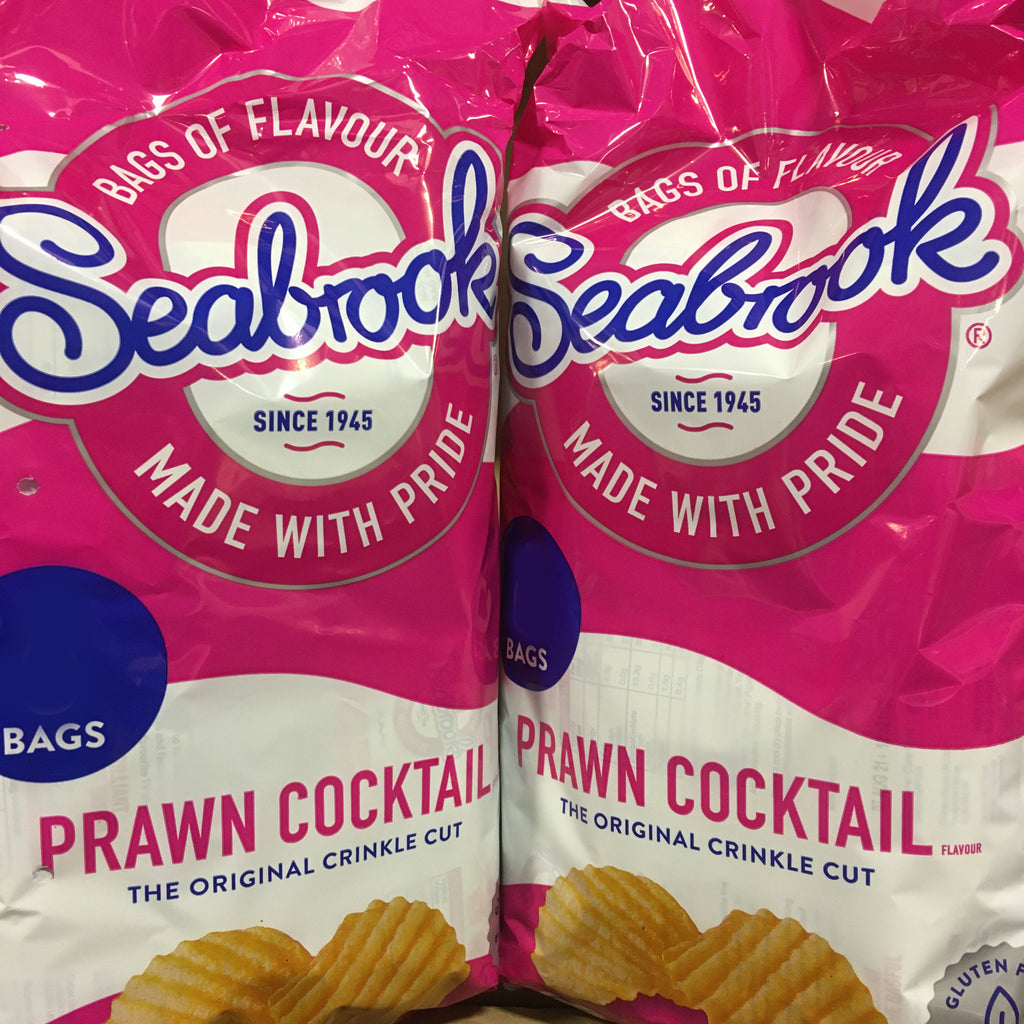 BAGS OF FLAVOUR
Seabrook
SINCE 1945
MADE WITH PRIDE
BAGS
PRAWN COCKTAIL
THE ORIGINAL CRINKLE CUT
BAGS OF FLAVOUR
Seabrook
®
SINCE 1945
MADE WITH PRIDE
BAGS
PRAWN COCKTAIL
FLAVOUR
THE ORIGINAL CRINKLE CUT
GLUTEN F